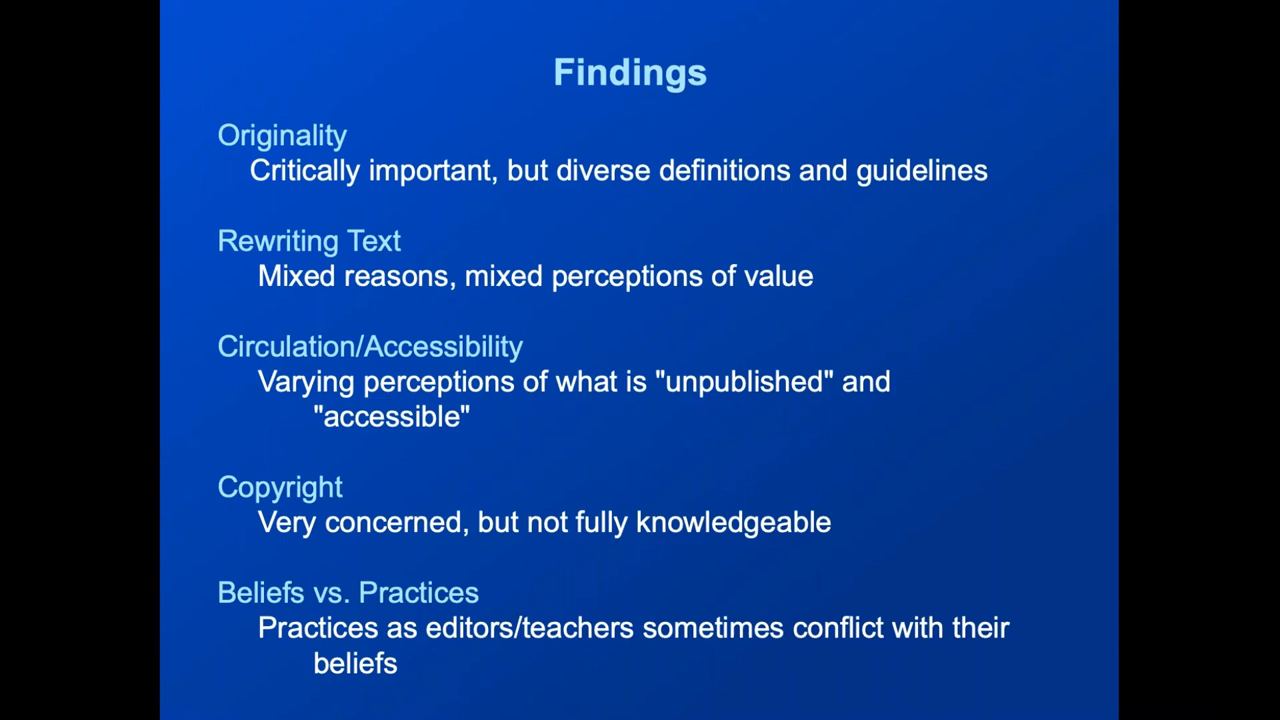 Findings
Originality
Critically important, but diverse definitions and guidelines
Rewriting Text
Mixed reasons, mixed perceptions of value
Circulation/Accessibility
Varying perceptions of what is "unpublished" and
"accessible"
Copyright
Very concerned, but not fully knowledgeable
Beliefs vs. Practices
Practices as editors/teachers sometimes conflict with their
beliefs